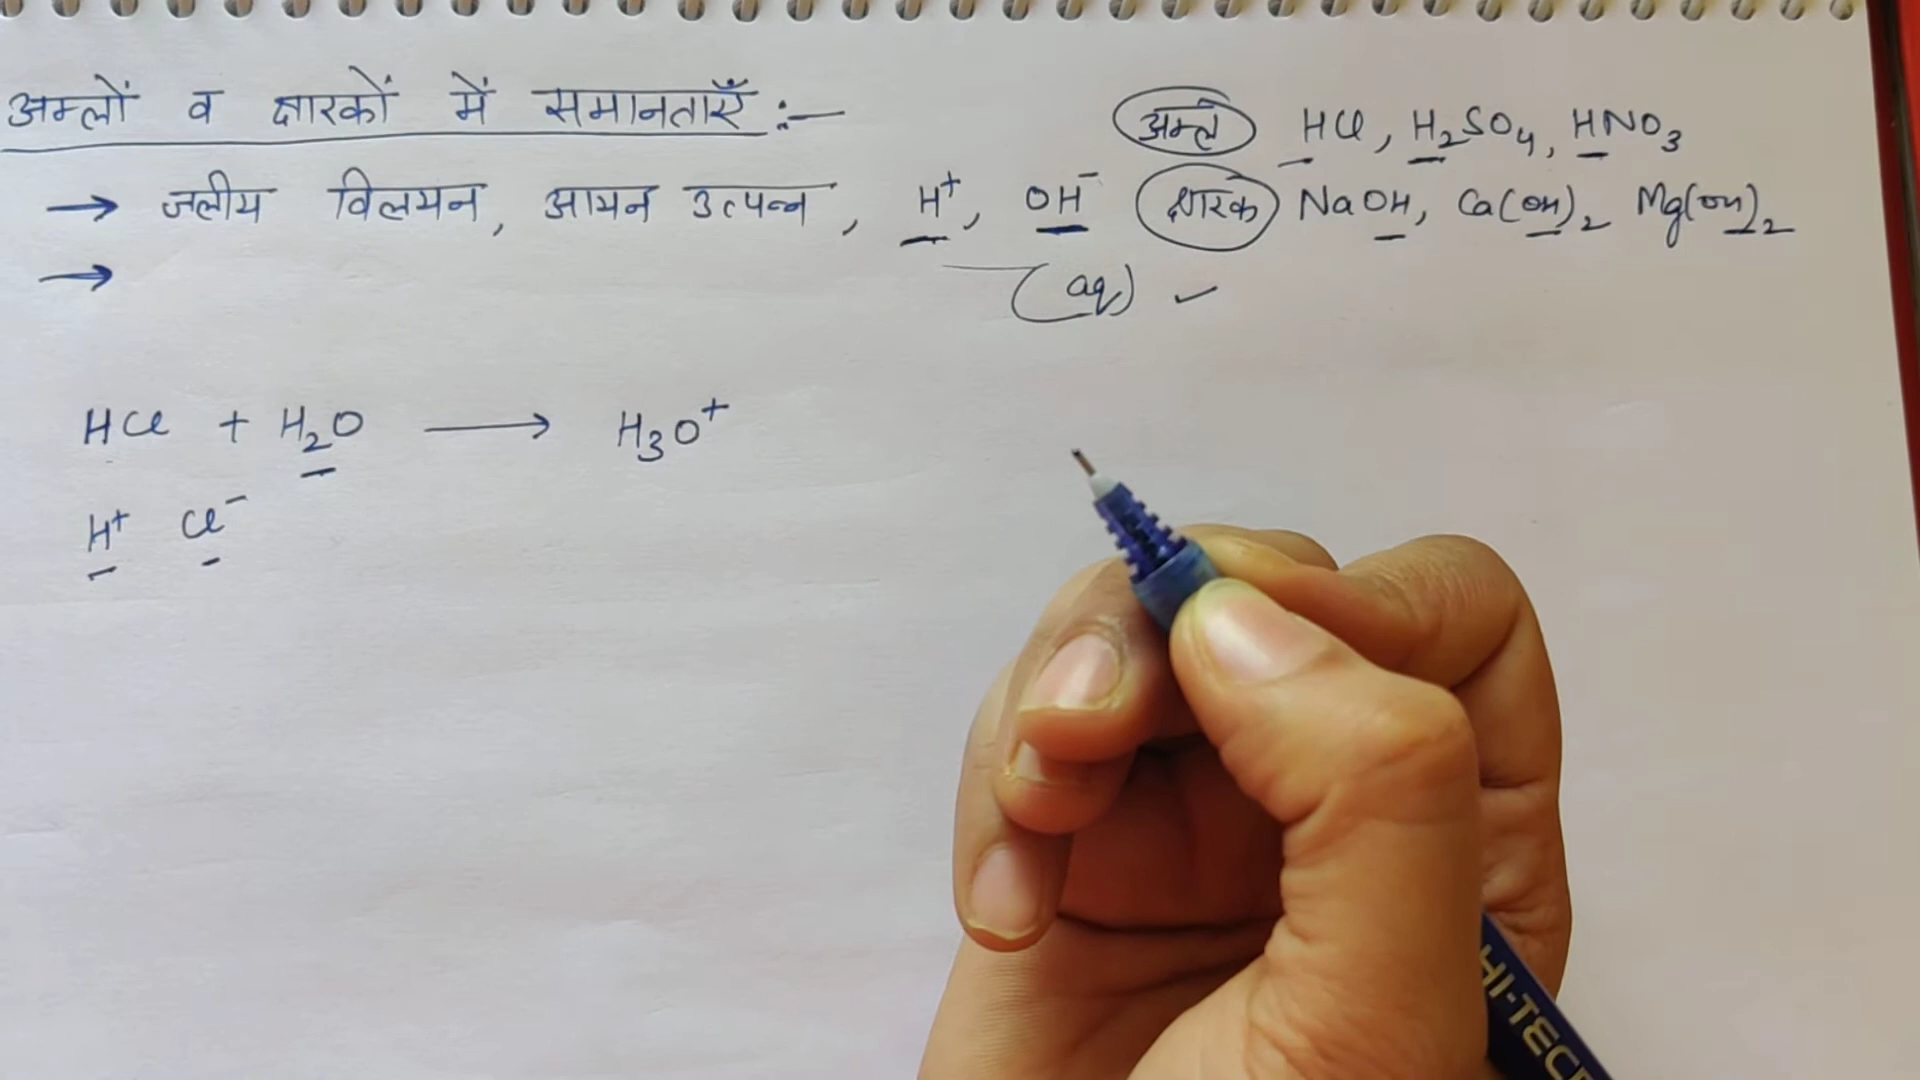 अम्लों व क्षारकों में समानताएँ :—
अम्ल HCl, H₂SO₄, HNO₃
→ जलीय विलयन, आयन उत्पन्न, H⁺, OH⁻
क्षारक NaOH, Ca(OH)₂ Mg(OH)₂
→
(aq) ✓
HCl + H₂O ⟶ H₃O⁺
H⁺ Cl⁻
HI-TEC